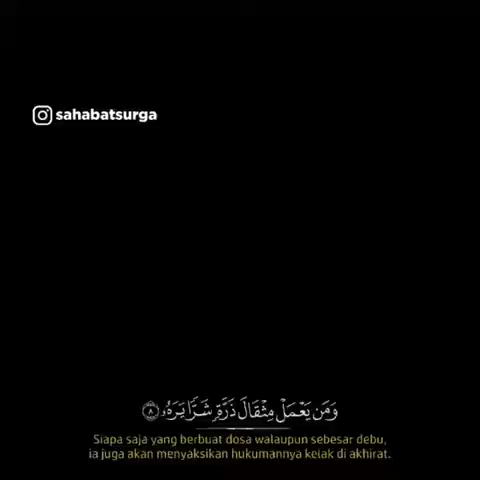 sahabatsurga
وَمَن يَعْمَلْ مِثْقَالَ ذَرَّةٍ شَرًّا يَرَهُۥ ٨
Siapa saja yang berbuat dosa walaupun sebesar debu,
ia juga akan menyaksikan hukumannya kelak di akhirat.